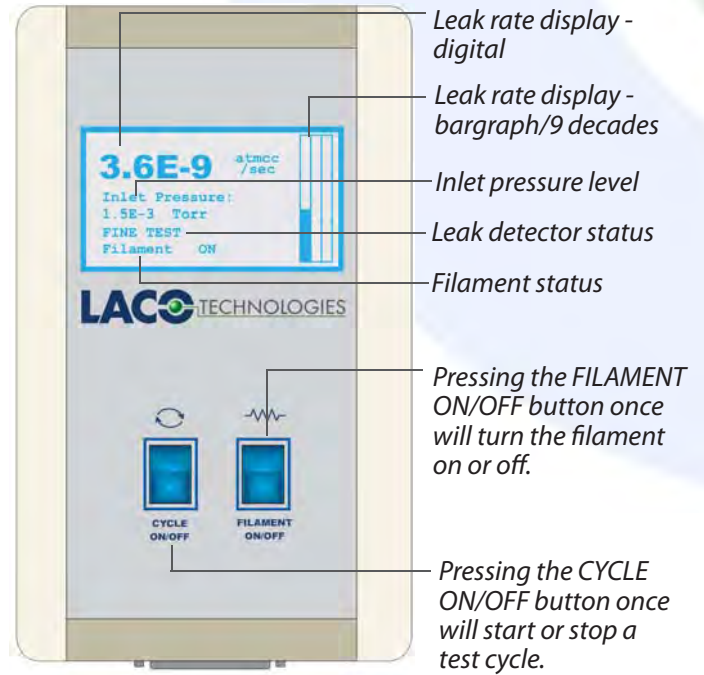 Leak rate display -
digital
Leak rate display -
bargraph/9 decades
3.6E-9 atmcc
/sec
Inlet Pressure:
1.5E-3 Torr
FINE TEST
Filament ON
Inlet pressure level
Leak detector status
Filament status
LACO TECHNOLOGIES
Pressing the FILAMENT
ON/OFF button once
will turn the filament
on or off.
CYCLE
ON/OFF
FILAMENT
ON/OFF
Pressing the CYCLE
ON/OFF button once
will start or stop a
test cycle.